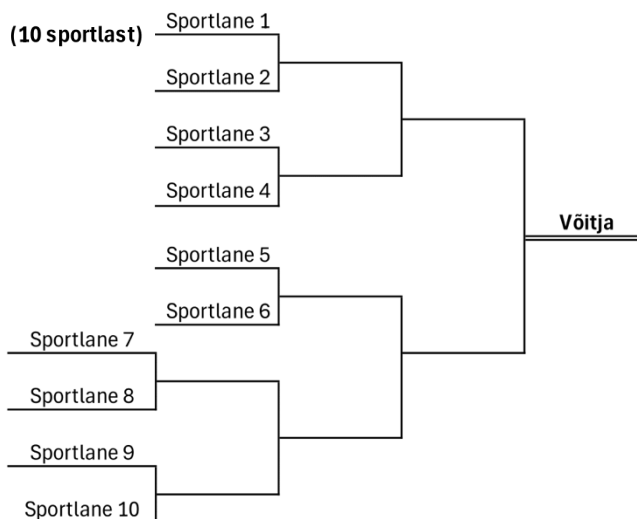 (10 sportlast)
Sportlane 1
Sportlane 2
Sportlane 3
Sportlane 4
Võitja
Sportlane 5
Sportlane 6
Sportlane 7
Sportlane 8
Sportlane 9
Sportlane 10